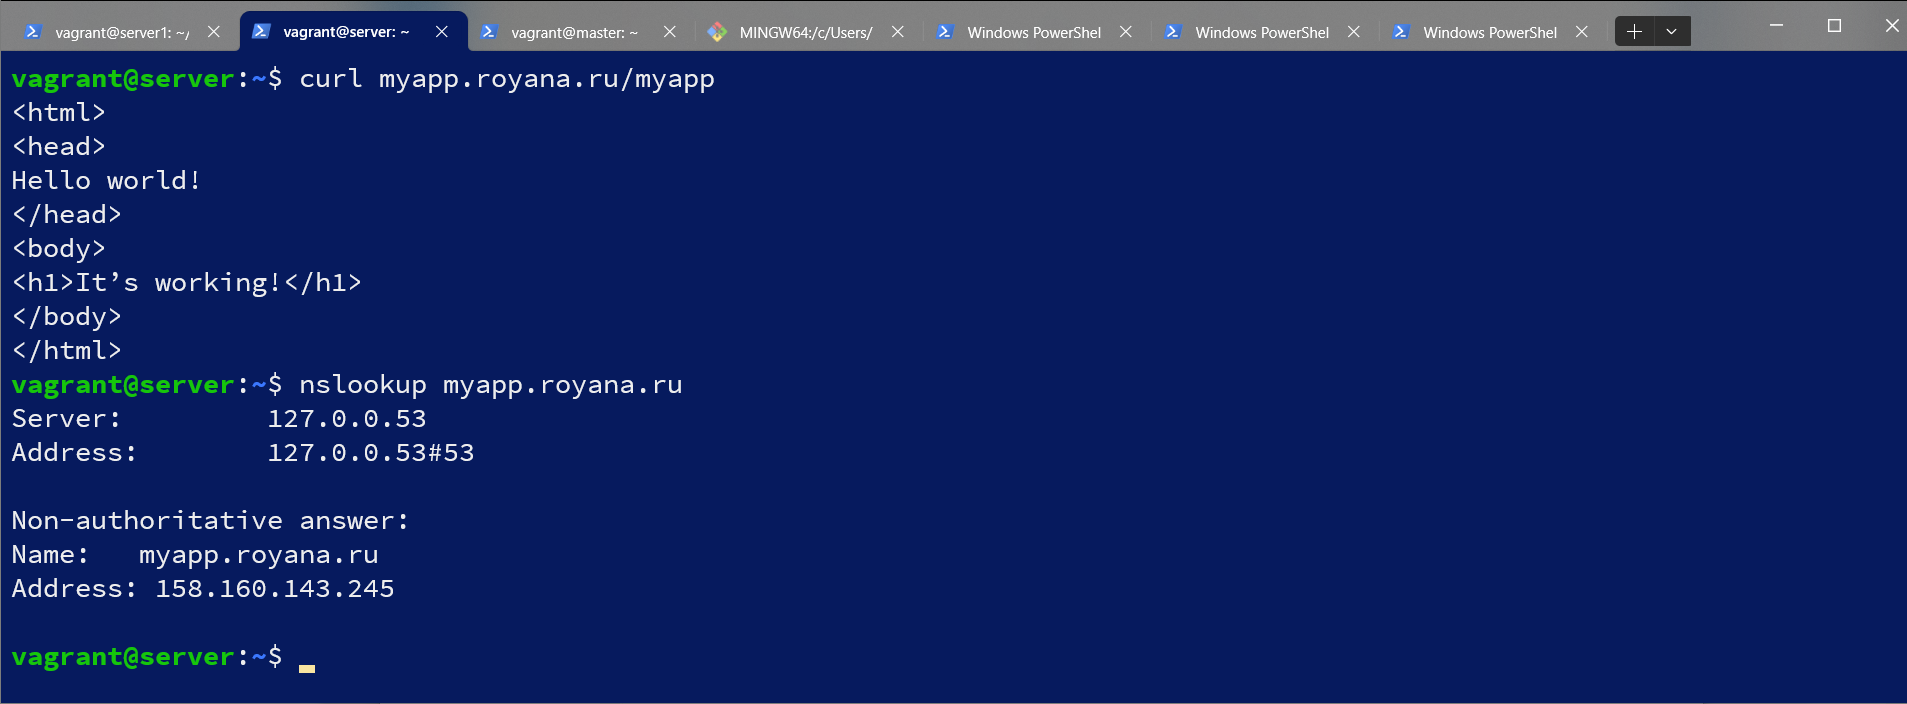 vagrant@server1: ~/
vagrant@server: ~
vagrant@master: ~
MINGW64:/c/Users/
Windows PowerShel
Windows PowerShel
Windows PowerShel
vagrant@server:~$ curl myapp.royana.ru/myapp
<html>
<head>
Hello world!
</head>
<body>
<h1>It’s working!</h1>
</body>
</html>
vagrant@server:~$ nslookup myapp.royana.ru
Server:         127.0.0.53
Address:        127.0.0.53#53
Non-authoritative answer:
Name:   myapp.royana.ru
Address: 158.160.143.245
vagrant@server:~$